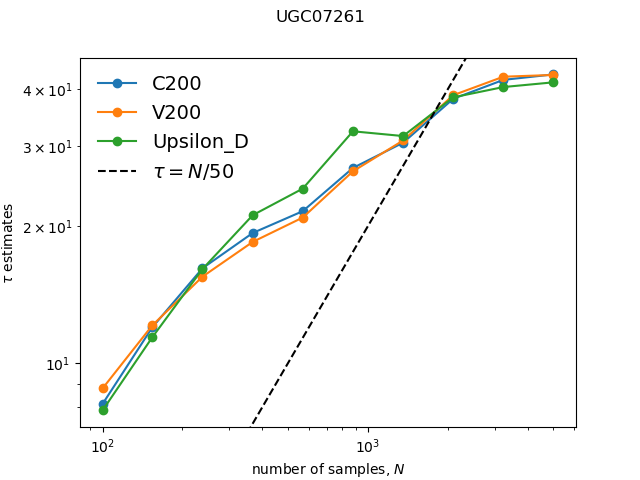 UGC07261
C200
V200
Upsilon_D
τ = N/50
4 × 10¹
3 × 10¹
2 × 10¹
10¹
τ estimates
10² 10³
number of samples, N